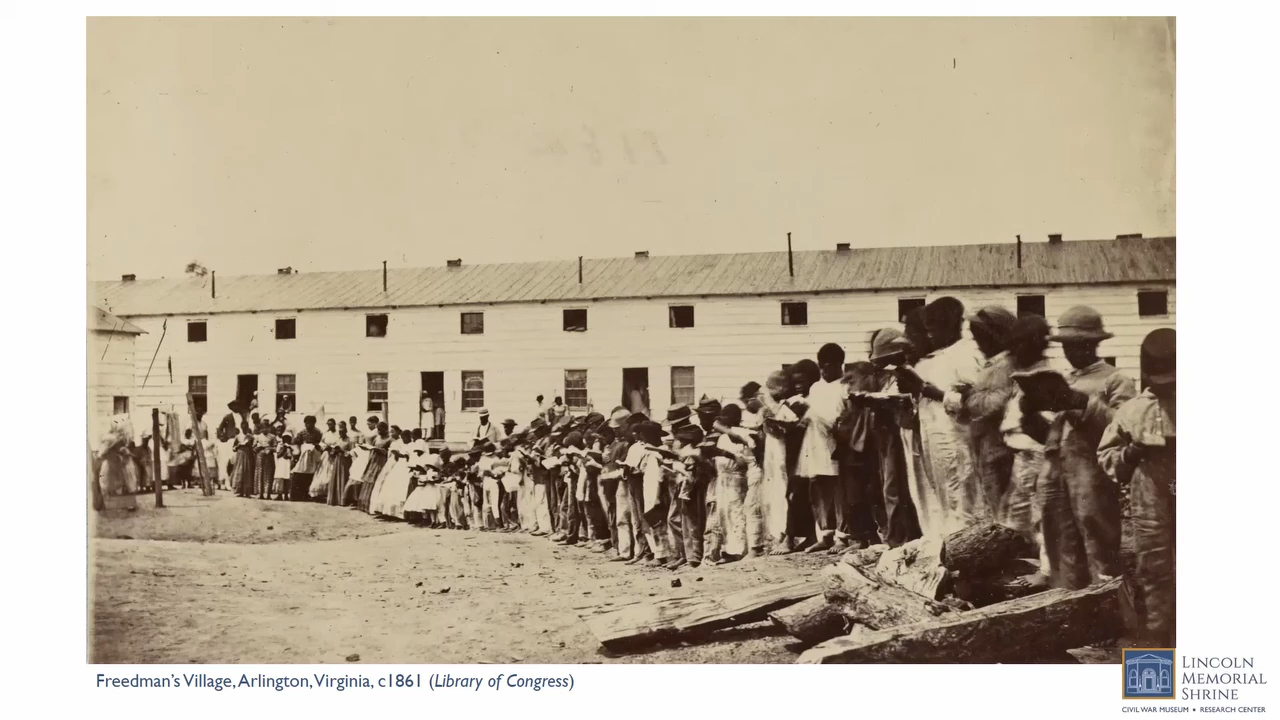 Freedman's Village, Arlington, Virginia, c1861 (Library of Congress)
LINCOLN
MEMORIAL
SHRINE
CIVIL WAR MUSEUM • RESEARCH CENTER